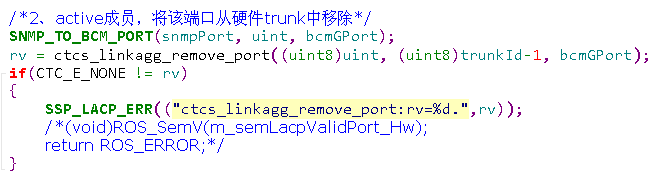 /*2、active成员，将该端口从硬件trunk中移除*/
SNMP_TO_BCM_PORT(snmpPort, uint, bcmGPort);
rv = ctcs_linkagg_remove_port((uint8)uint, (uint8)trunkId-1, bcmGPort);
if(CTC_E_NONE != rv)
{
SSP_LACP_ERR(("ctcs_linkagg_remove_port:rv=%d.",rv));
/*(void)ROS_SemV(m_semLacpValidPort_Hw);
return ROS_ERROR;*/
}